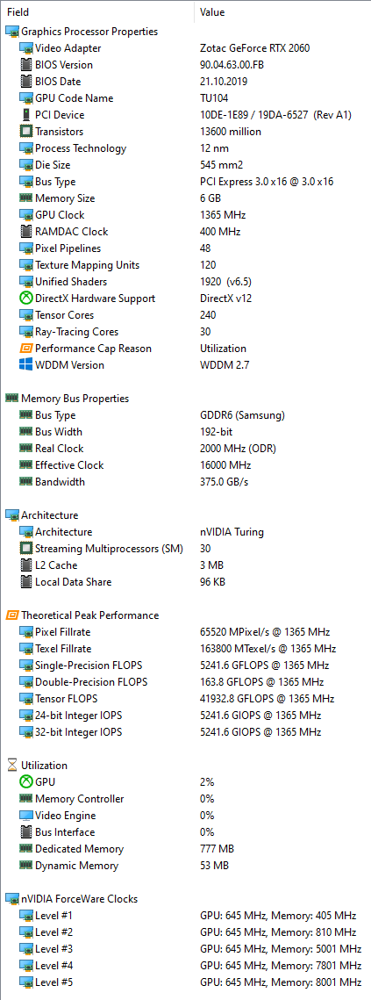 Field Value
Graphics Processor Properties
Video Adapter Zotac GeForce RTX 2060
BIOS Version 90.04.63.00.FB
BIOS Date 21.10.2019
GPU Code Name TU104
PCI Device 10DE-1E89 / 19DA-6527 (Rev A1)
Transistors 13600 million
Process Technology 12 nm
Die Size 545 mm2
Bus Type PCI Express 3.0 x16 @ 3.0 x16
Memory Size 6 GB
GPU Clock 1365 MHz
RAMDAC Clock 400 MHz
Pixel Pipelines 48
Texture Mapping Units 120
Unified Shaders 1920 (v6.5)
DirectX Hardware Support DirectX v12
Tensor Cores 240
Ray-Tracing Cores 30
Performance Cap Reason Utilization
WDDM Version WDDM 2.7
Memory Bus Properties
Bus Type GDDR6 (Samsung)
Bus Width 192-bit
Real Clock 2000 MHz (ODR)
Effective Clock 16000 MHz
Bandwidth 375.0 GB/s
Architecture
Architecture nVIDIA Turing
Streaming Multiprocessors (SM) 30
L2 Cache 3 MB
Local Data Share 96 KB
Theoretical Peak Performance
Pixel Fillrate 65520 MPixel/s @ 1365 MHz
Texel Fillrate 163800 MTexel/s @ 1365 MHz
Single-Precision FLOPS 5241.6 GFLOPS @ 1365 MHz
Double-Precision FLOPS 163.8 GFLOPS @ 1365 MHz
Tensor FLOPS 41932.8 GFLOPS @ 1365 MHz
24-bit Integer IOPS 5241.6 GIOPS @ 1365 MHz
32-bit Integer IOPS 5241.6 GIOPS @ 1365 MHz
Utilization
GPU 2%
Memory Controller 0%
Video Engine 0%
Bus Interface 0%
Dedicated Memory 777 MB
Dynamic Memory 53 MB
nVIDIA ForceWare Clocks
Level #1 GPU: 645 MHz, Memory: 405 MHz
Level #2 GPU: 645 MHz, Memory: 810 MHz
Level #3 GPU: 645 MHz, Memory: 5001 MHz
Level #4 GPU: 645 MHz, Memory: 7801 MHz
Level #5 GPU: 645 MHz, Memory: 8001 MHz